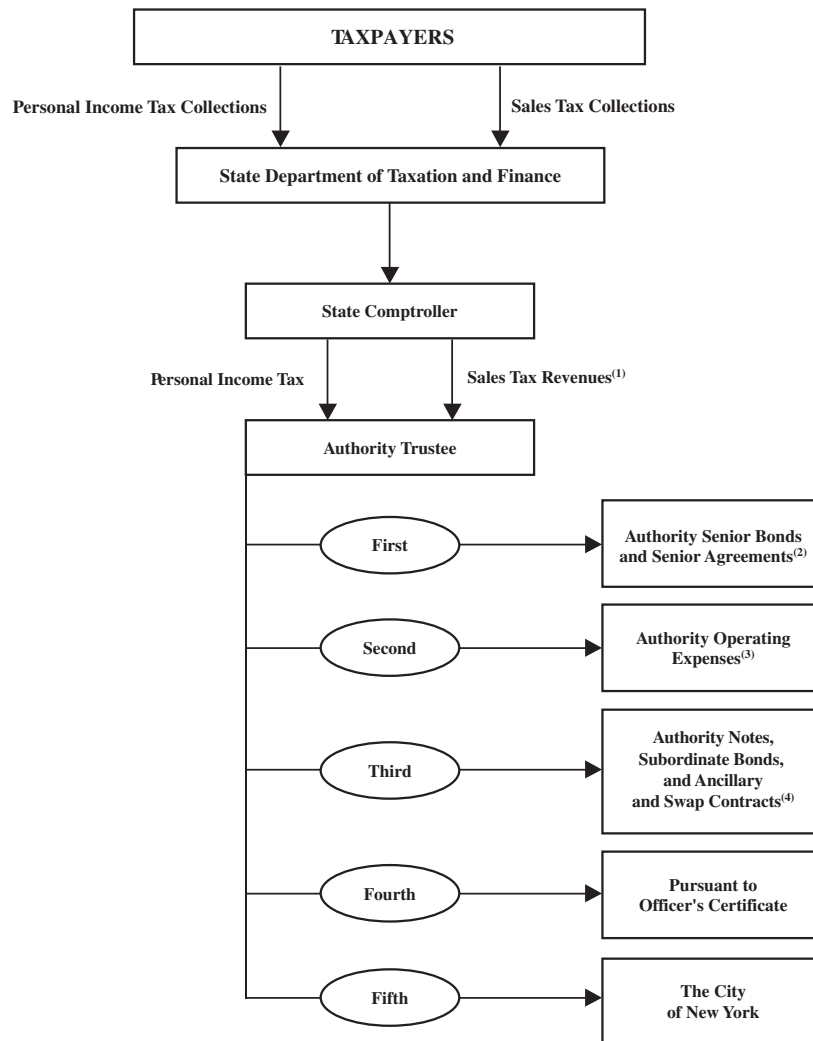 TAXPAYERS
Personal Income Tax Collections
Sales Tax Collections
State Department of Taxation and Finance
State Comptroller
Personal Income Tax
Sales Tax Revenues(1)
Authority Trustee
First
Authority Senior Bonds
and Senior Agreements(2)
Second
Authority Operating
Expenses(3)
Third
Authority Notes,
Subordinate Bonds,
and Ancillary
and Swap Contracts(4)
Fourth
Pursuant to
Officer's Certificate
Fifth
The City
of New York